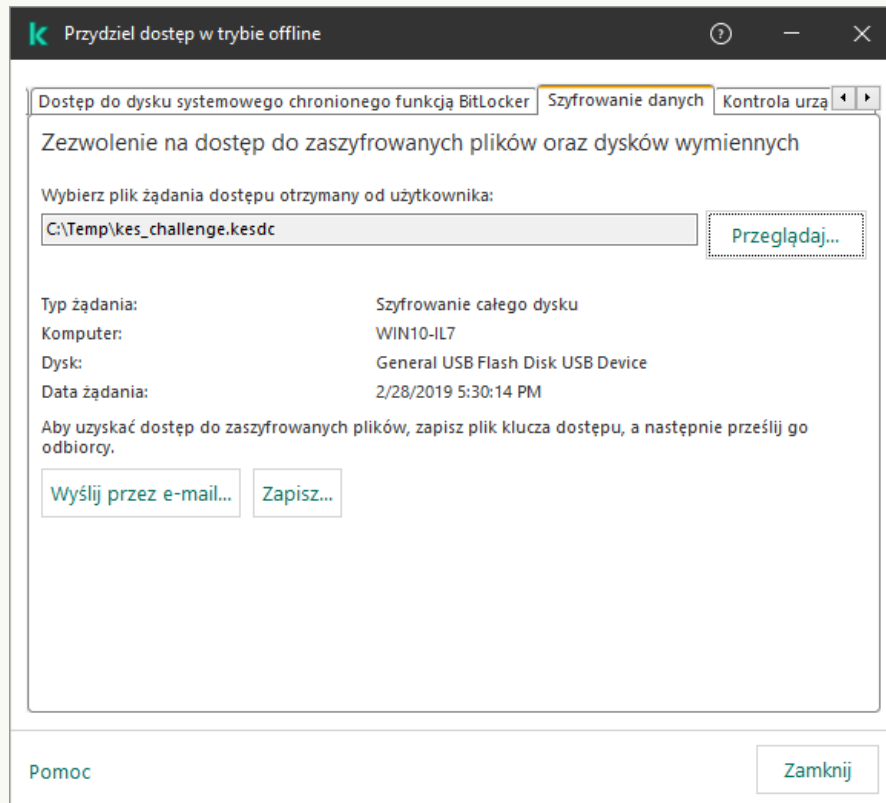 Przydziel dostęp w trybie offline
Dostęp do dysku systemowego chronionego funkcją BitLocker
Szyfrowanie danych
Kontrola urzą
Zezwolenie na dostęp do zaszyfrowanych plików oraz dysków wymiennych
Wybierz plik żądania dostępu otrzymany od użytkownika:
C:\Temp\kes_challenge.kesdc
Przeglądaj...
Typ żądania: Szyfrowanie całego dysku
Komputer: WIN10-IL7
Dysk: General USB Flash Disk USB Device
Data żądania: 2/28/2019 5:30:14 PM
Aby uzyskać dostęp do zaszyfrowanych plików, zapisz plik klucza dostępu, a następnie prześlij go
odbiorcy.
Wyślij przez e-mail... Zapisz...
Pomoc
Zamknij